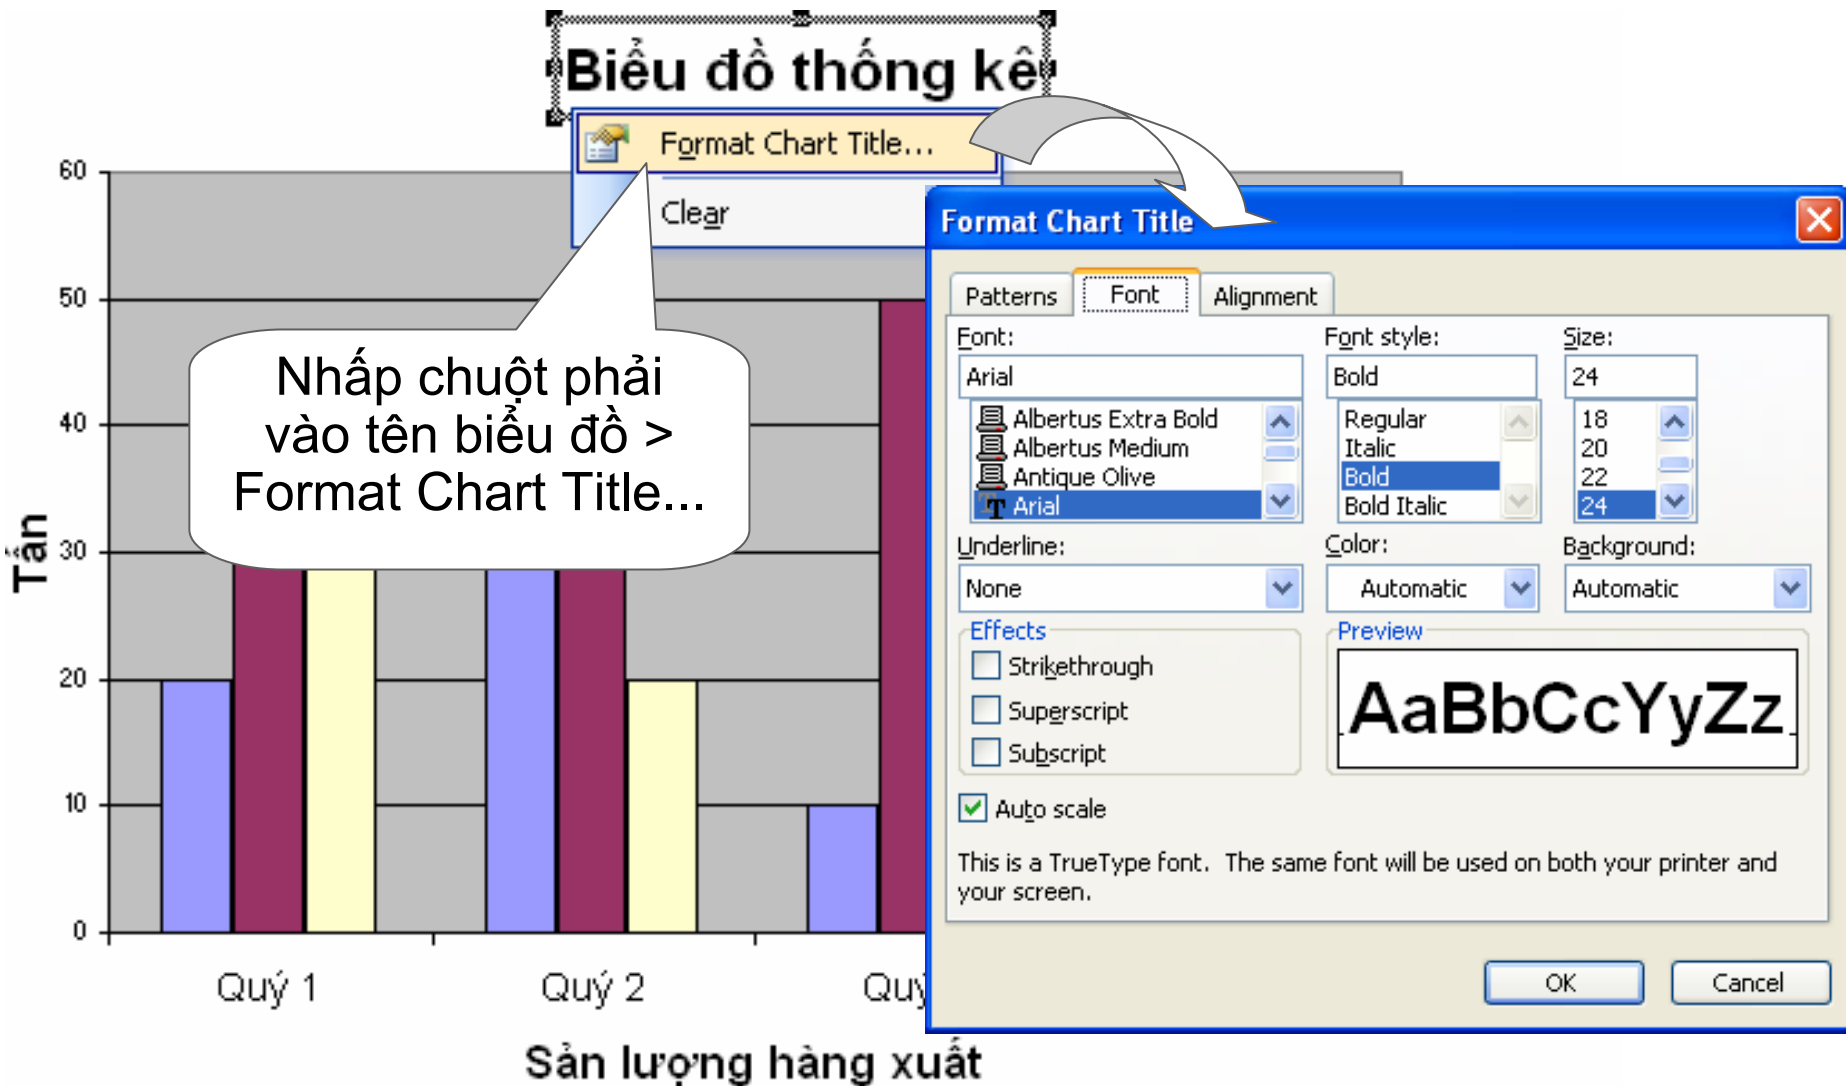 Biểu đồ thống kê
Format Chart Title...
Clear
60
50
40
30
20
10
0
Tấn
Nhấp chuột phải
vào tên biểu đồ >
Format Chart Title...
Quý 1
Quý 2
Sản lượng hàng xuất
Format Chart Title
Patterns
Font
Alignment
Font:
Font style:
Size:
Arial
Bold
24
Albertus Extra Bold
Albertus Medium
Antique Olive
Arial
Regular
Italic
Bold
Bold Italic
18
20
22
24
Underline:
Color:
Background:
None
Automatic
Automatic
Effects
Strikethrough
Superscript
Subscript
Preview
AaBbCcYyZz
Auto scale
This is a TrueType font. The same font will be used on both your printer and
your screen.
OK
Cancel